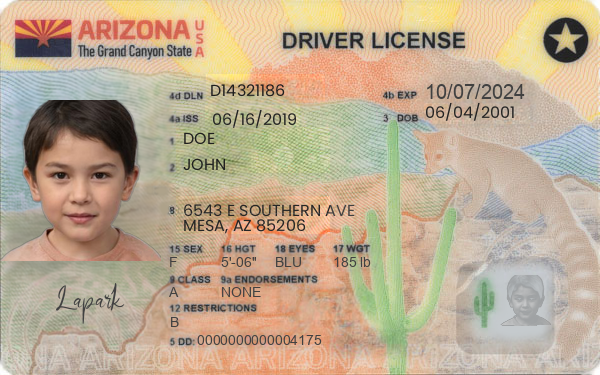 ARIZONA USA
The Grand Canyon State
DRIVER LICENSE
4d DLN D14321186
4b EXP 10/07/2024
4a ISS 06/16/2019
3 DOB 06/04/2001
1 DOE
2 JOHN
8 6543 E SOUTHERN AVE
MESA, AZ 85206
15 SEX 16 HGT 18 EYES 17 WGT
F 5'-06" BLU 185 lb
9 CLASS 9a ENDORSEMENTS
A NONE
12 RESTRICTIONS
B
Lapark
5 DD: 0000000000004175
ONA ARIZONA ARIZONA ARIZONA ARIZONA